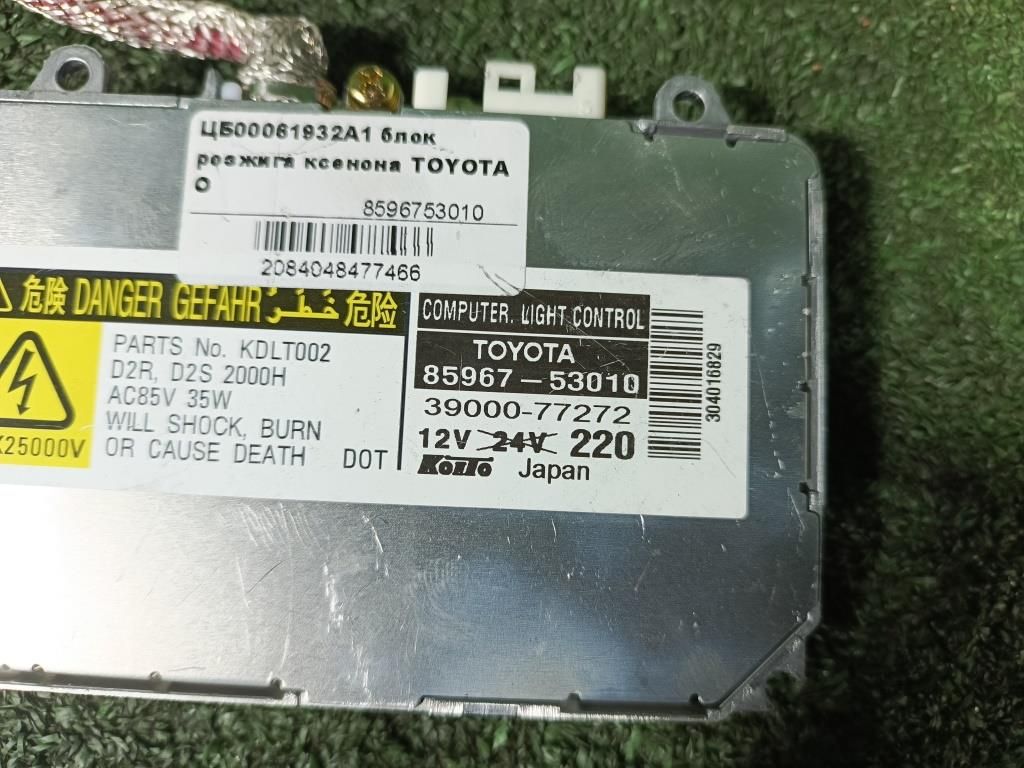 ЦБ00061932А1 блок
розжига ксенона TOYOTA
О
8596753010
2084048477466
危険 DANGER GEFAHR خطر 危险
PARTS No. KDLT002
D2R, D2S 2000H
AC85V 35W
WILL SHOCK, BURN
OR CAUSE DEATH
25000V
DOT
COMPUTER. LIGHT CONTROL
TOYOTA
85967-53010
39000-77272
12V 24V 220
KOITO Japan
304016829